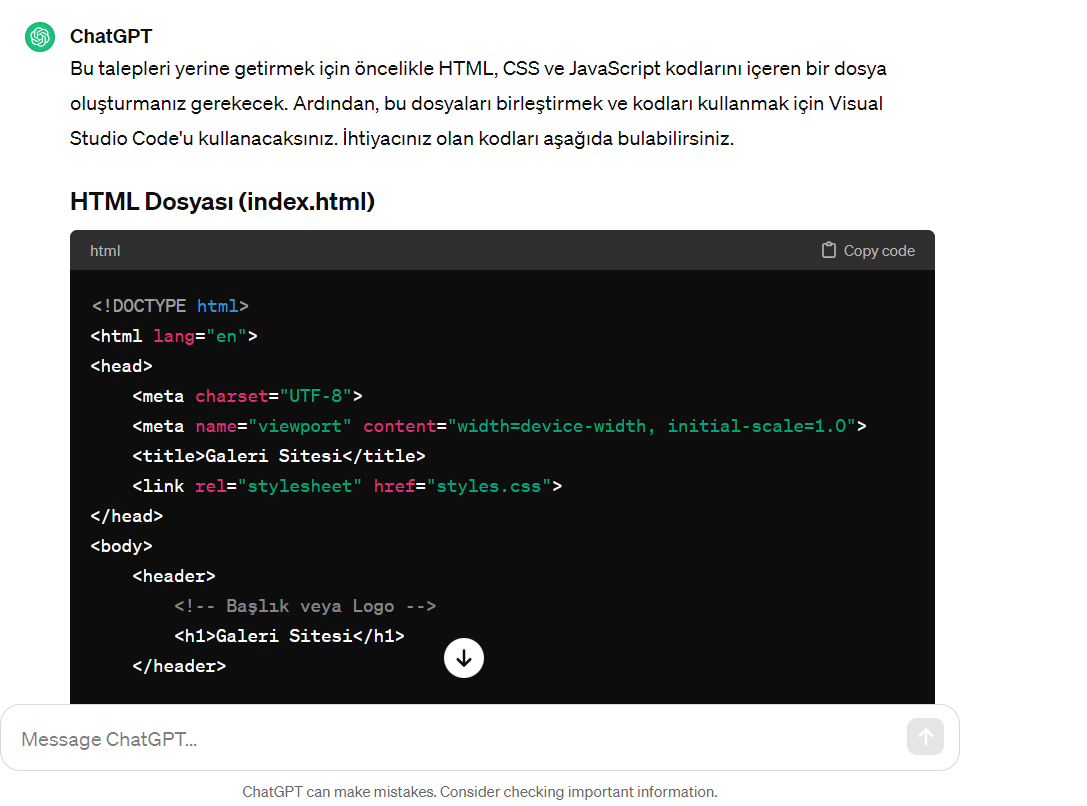 ChatGPT
Bu talepleri yerine getirmek için öncelikle HTML, CSS ve JavaScript kodlarını içeren bir dosya
oluşturmanız gerekecek. Ardından, bu dosyaları birleştirmek ve kodları kullanmak için Visual
Studio Code'u kullanacaksınız. İhtiyacınız olan kodları aşağıda bulabilirsiniz.
HTML Dosyası (index.html)
html Copy code
<!DOCTYPE html>
<html lang="en">
<head>
<meta charset="UTF-8">
<meta name="viewport" content="width=device-width, initial-scale=1.0">
<title>Galeri Sitesi</title>
<link rel="stylesheet" href="styles.css">
</head>
<body>
<header>
<!-- Başlık veya Logo -->
<h1>Galeri Sitesi</h1>
</header>
Message ChatGPT...
ChatGPT can make mistakes. Consider checking important information.